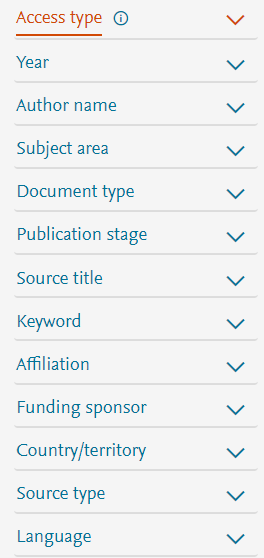 Access type
Year
Author name
Subject area
Document type
Publication stage
Source title
Keyword
Affiliation
Funding sponsor
Country/territory
Source type
Language